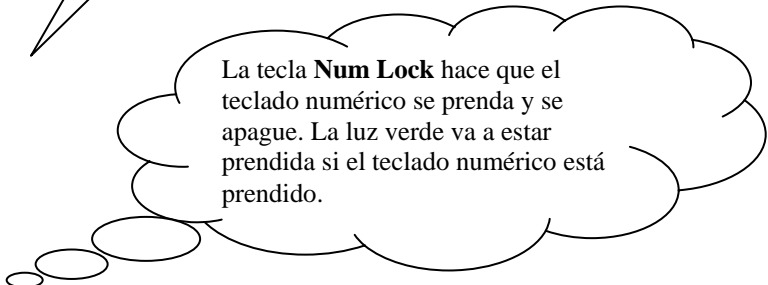 La tecla Num Lock hace que el
teclado numérico se prenda y se
apague. La luz verde va a estar
prendida si el teclado numérico está
prendido.